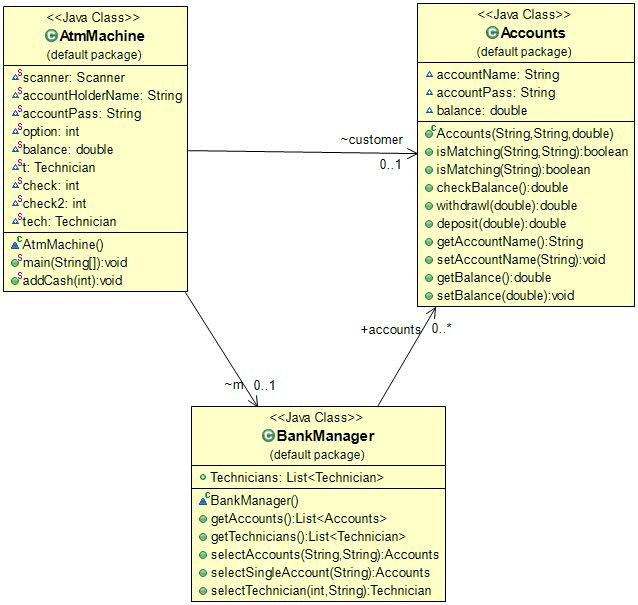 <<Java Class>>
AtmMachine
(default package)
scanner: Scanner
accountHolderName: String
accountPass: String
option: int
balance: double
t: Technician
check: int
check2: int
tech: Technician
AtmMachine()
main(String[]):void
addCash(int):void
<<Java Class>>
Accounts
(default package)
accountName: String
accountPass: String
balance: double
Accounts(String,String,double)
isMatching(String,String):boolean
isMatching(String):boolean
checkBalance():double
withdrawl(double):double
deposit(double):double
getAccountName():String
setAccountName(String):void
getBalance():double
setBalance(double):void
~customer
0..1
+accounts 0..*
~m 0..1
<<Java Class>>
BankManager
(default package)
Technicians: List<Technician>
BankManager()
getAccounts():List<Accounts>
getTechnicians():List<Technician>
selectAccounts(String,String):Accounts
selectSingleAccount(String):Accounts
selectTechnician(int,String):Technician